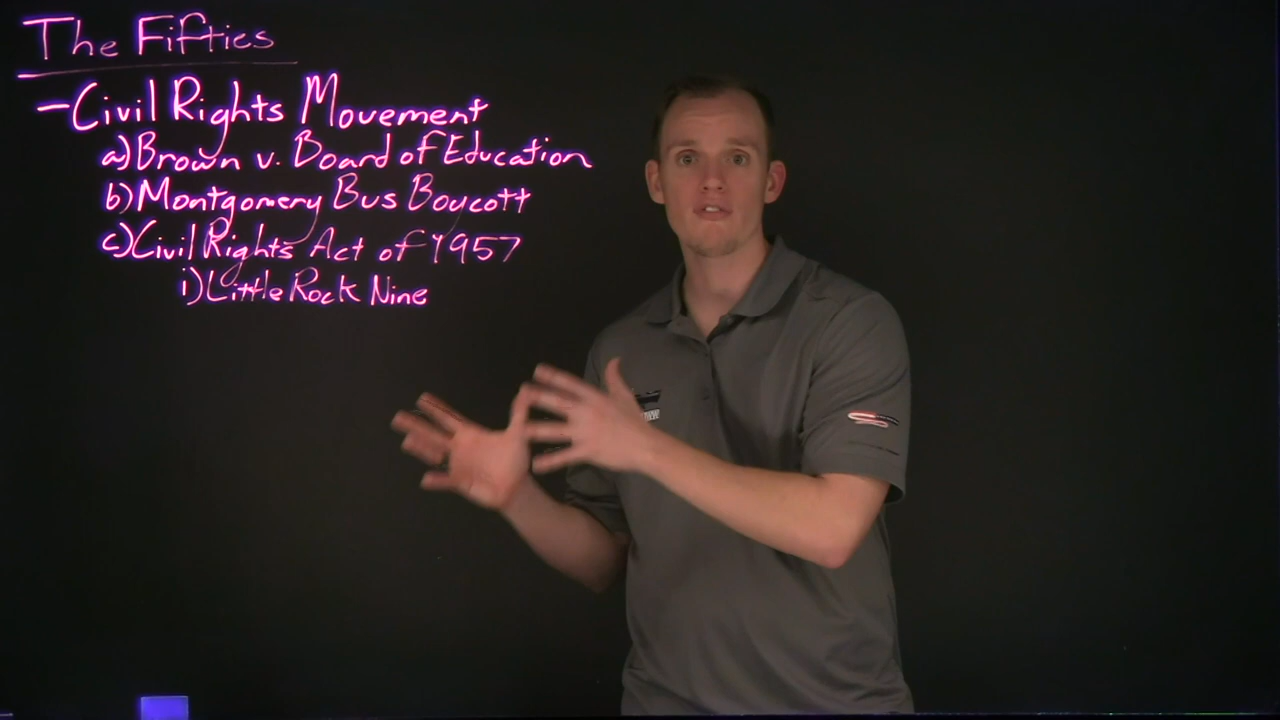 The Fifties
-Civil Rights Movement
a) Brown v. Board of Education
b) Montgomery Bus Boycott
c) Civil Rights Act of 1957
i) Little Rock Nine